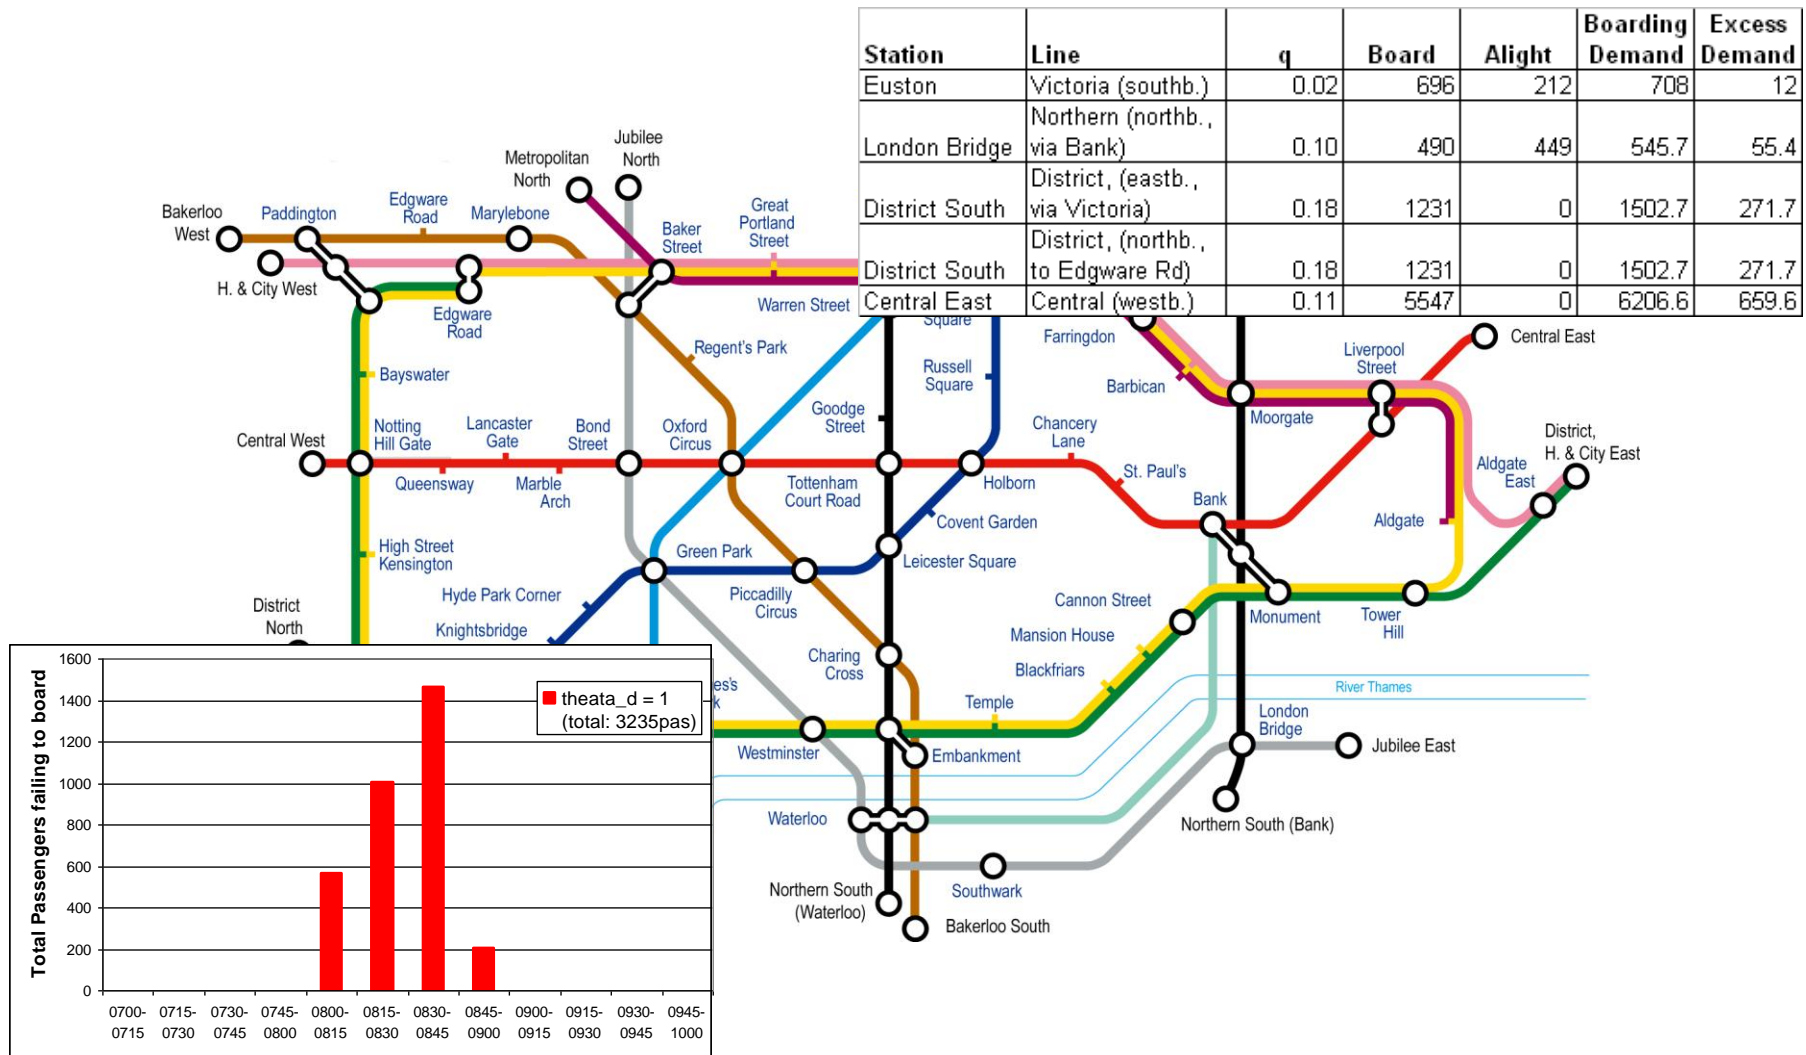 Station Line q Board Alight Boarding Demand Excess Demand
Euston Victoria (southb.) 0.02 696 212 708 12
London Bridge Northern (northb., via Bank) 0.10 490 449 545.7 55.4
District South District, (eastb., via Victoria) 0.18 1231 0 1502.7 271.7
District South District, (northb., to Edgware Rd) 0.18 1231 0 1502.7 271.7
Central East Central (westb.) 0.11 5547 0 6206.6 659.6
Jubilee
North
Metropolitan
North
Bakerloo
West
Paddington
Edgware
Road
Marylebone
Baker
Street
Great
Portland
Street
H. & City West
Edgware
Road
Warren Street
Square
Farringdon
Liverpool
Street
Central East
Regent's Park
Bayswater
Russell
Square
Barbican
Moorgate
Goodge
Street
Chancery
Lane
Central West
Notting
Hill Gate
Lancaster
Gate
Bond
Street
Oxford
Circus
District,
H. & City East
Queensway
Marble
Arch
Tottenham
Court Road
Holborn
St. Paul's
Aldgate
East
Bank
Covent Garden
Aldgate
High Street
Kensington
Green Park
Leicester Square
Hyde Park Corner
Piccadilly
Circus
Cannon Street
Monument
Tower
Hill
District
North
Knightsbridge
Mansion House
Charing
Cross
Blackfriars
River Thames
es's
k
Temple
London
Bridge
Westminster
Embankment
Jubilee East
Waterloo
Northern South (Bank)
Northern South
(Waterloo)
Southwark
Bakerloo South
Total Passengers failing to board
1600
1400
1200
1000
800
600
400
200
0
theata_d = 1
(total: 3235pas)
0700- 0715- 0730- 0745- 0800- 0815- 0830- 0845- 0900- 0915- 0930- 0945-
0715 0730 0745 0800 0815 0830 0845 0900 0915 0930 0945 1000